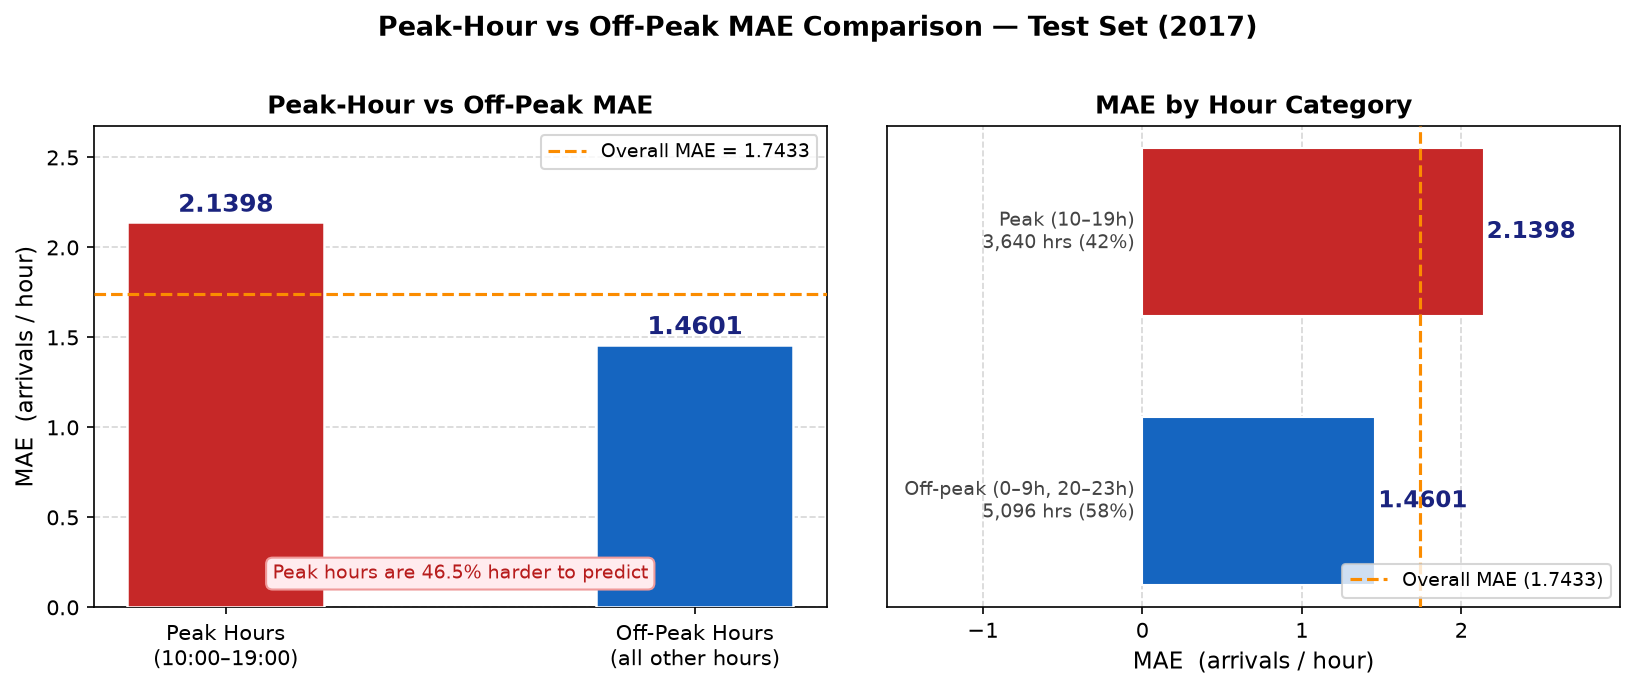 Peak-Hour vs Off-Peak MAE Comparison — Test Set (2017)
Peak-Hour vs Off-Peak MAE
MAE (arrivals / hour)
2.5
2.0
1.5
1.0
0.5
0.0
Overall MAE = 1.7433
2.1398
1.4601
Peak hours are 46.5% harder to predict
Peak Hours
(10:00–19:00)
Off-Peak Hours
(all other hours)
MAE by Hour Category
Peak (10–19h)
3,640 hrs (42%)
2.1398
Off-peak (0–9h, 20–23h)
5,096 hrs (58%)
1.4601
Overall MAE (1.7433)
−1
0
1
2
MAE (arrivals / hour)